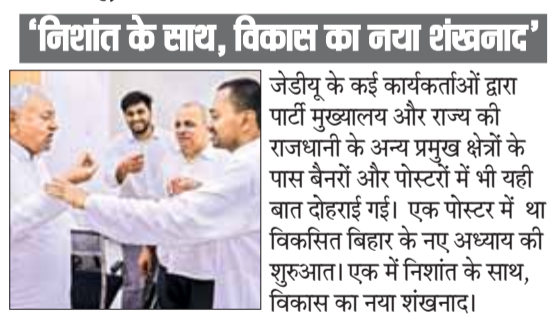 ‘निशांत के साथ, विकास का नया शंखनाद’
जेडीयू के कई कार्यकर्ताओं द्वारा
पार्टी मुख्यालय और राज्य की
राजधानी के अन्य प्रमुख क्षेत्रों के
पास बैनरों और पोस्टरों में भी यही
बात दोहराई गई। एक पोस्टर में था
विकसित बिहार के नए अध्याय की
शुरुआत। एक में निशांत के साथ,
विकास का नया शंखनाद।